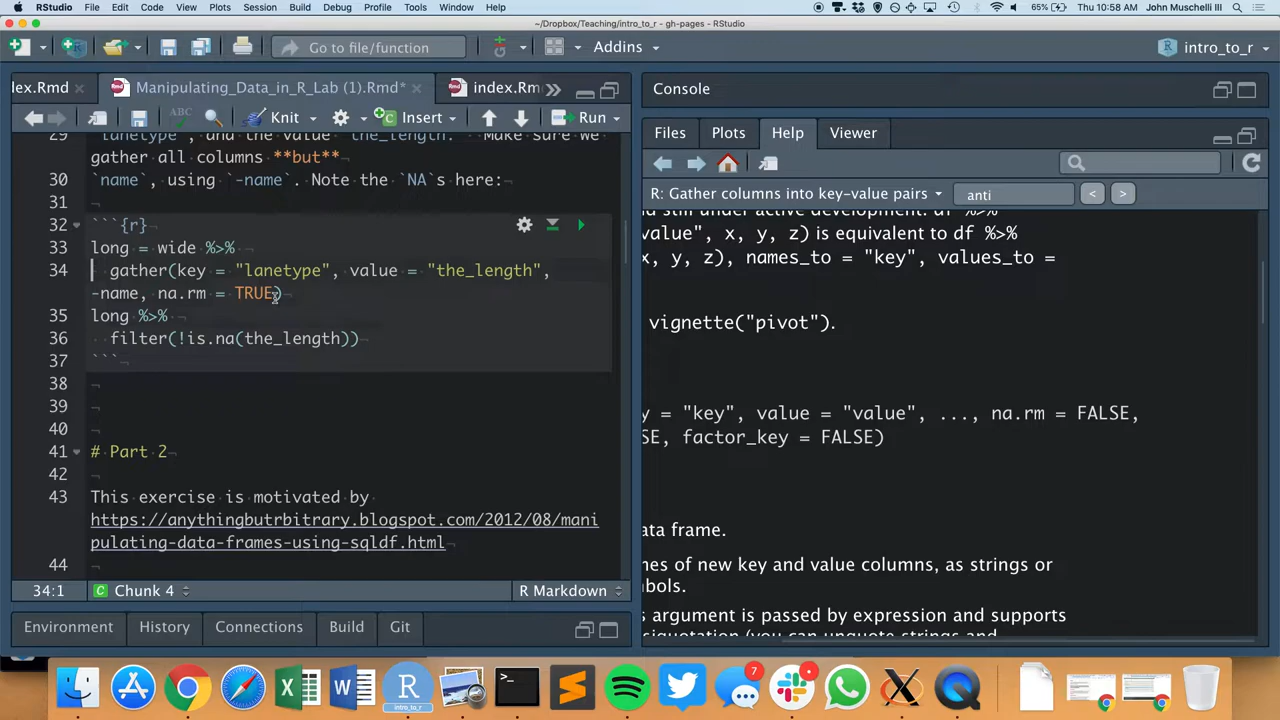 RStudio File Edit Code View Plots Session Build Debug Profile Tools Window Help 65% Thu 10:58 AM John Muschelli III
~/Dropbox/Teaching/intro_to_r - gh-pages - RStudio
Go to file/function Addins intro_to_r
ex.Rmd Manipulating_Data_in_R_Lab (1).Rmd* index.Rm
Knit Insert Run
29 "lanetype", and the value "the_length." Make sure we
gather all columns **but**
30 `name`, using `-name`. Note the `NA`s here:
31
32 ```{r}
33 long = wide %>%
34 gather(key = "lanetype", value = "the_length",
-name, na.rm = TRUE)
35 long %>%
36 filter(!is.na(the_length))
37 ```
38
39
40
41 # Part 2
42
43 This exercise is motivated by
https://anythingbutrbitrary.blogspot.com/2012/08/mani
pulating-data-frames-using-sqldf.html
44
34:1 Chunk 4 R Markdown
Environment History Connections Build Git
Console
Files Plots Help Viewer
R: Gather columns into key-value pairs anti < >
d still under active development. df %>%
value", x, y, z) is equivalent to df %>%
x, y, z), names_to = "key", values_to =
vignette("pivot").
y = "key", value = "value", ..., na.rm = FALSE,
SE, factor_key = FALSE)
ata frame.
nes of new key and value columns, as strings or
bols.
s argument is passed by expression and supports
siquotation (you can unquote strings and
intro_to_r
7